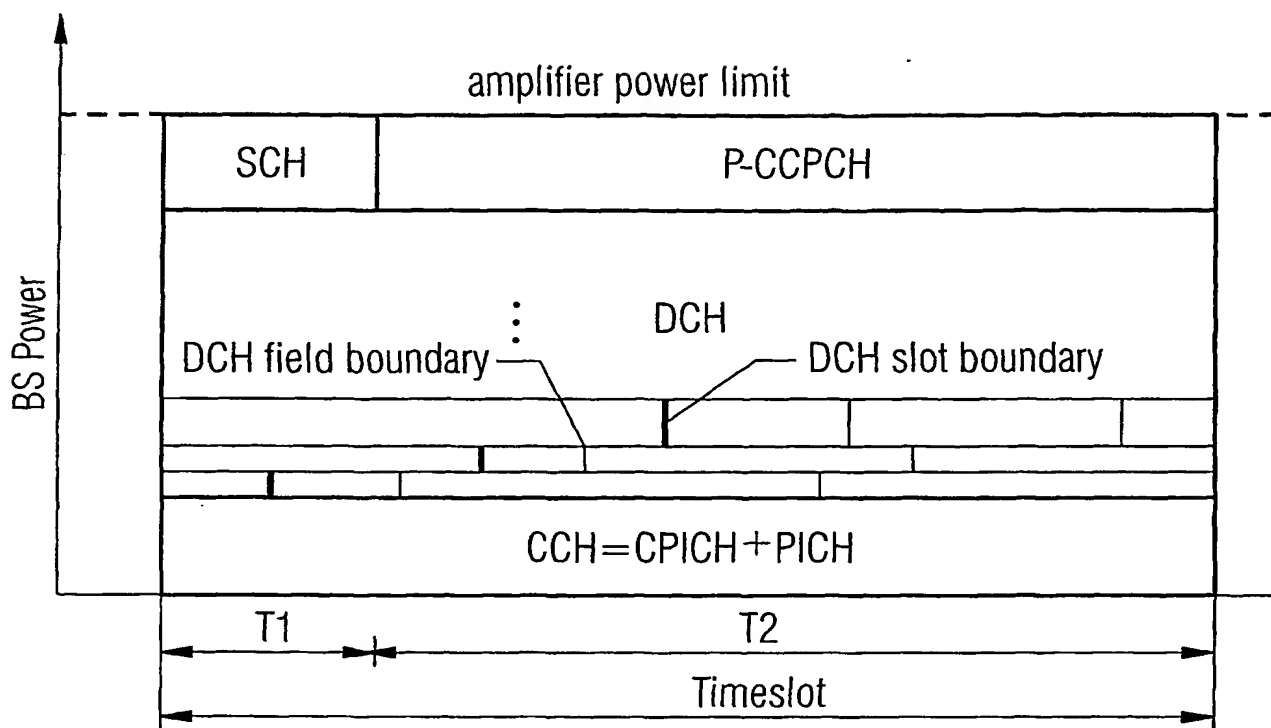 amplifier power limit
SCH
P-CCPCH
BS Power
⋮ DCH
DCH field boundary
DCH slot boundary
CCH=CPICH+PICH
T1
T2
Timeslot